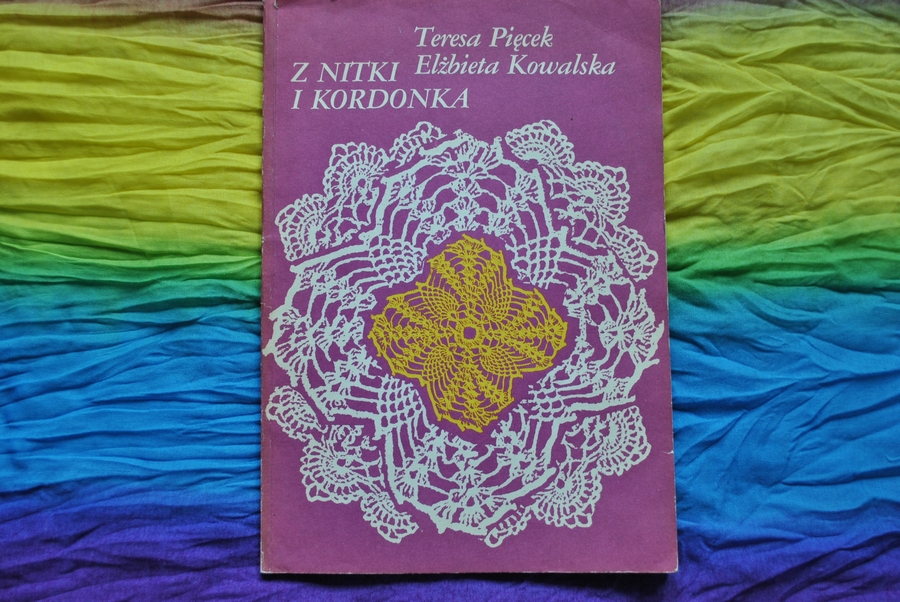 Teresa Pięcek
Elżbieta Kowalska
Z NITKI
I KORDONKA